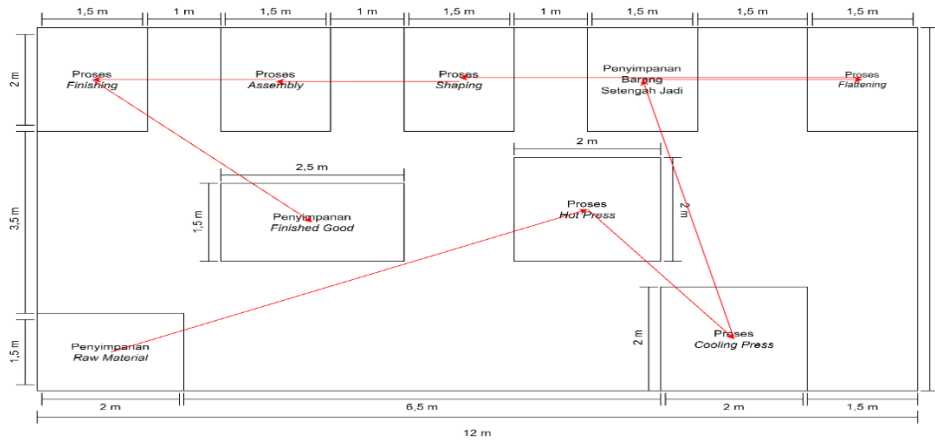 1,5 m
1 m
1,5 m
1 m
1,5 m
1 m
1,5 m
1,5 m
1,5 m
2 m
Proses
Finishing
Proses
Assembly
Proses
Shaping
Penyimpanan
Barang
Setengah Jadi
Proses
Flattening
3,5 m
2,5 m
1,5 m
Penyimpanan
Finished Good
2 m
Proses
Hot Press
2 m
1,5 m
Penyimpanan
Raw Material
2 m
Proses
Cooling Press
2 m
6,5 m
2 m
1,5 m
12 m